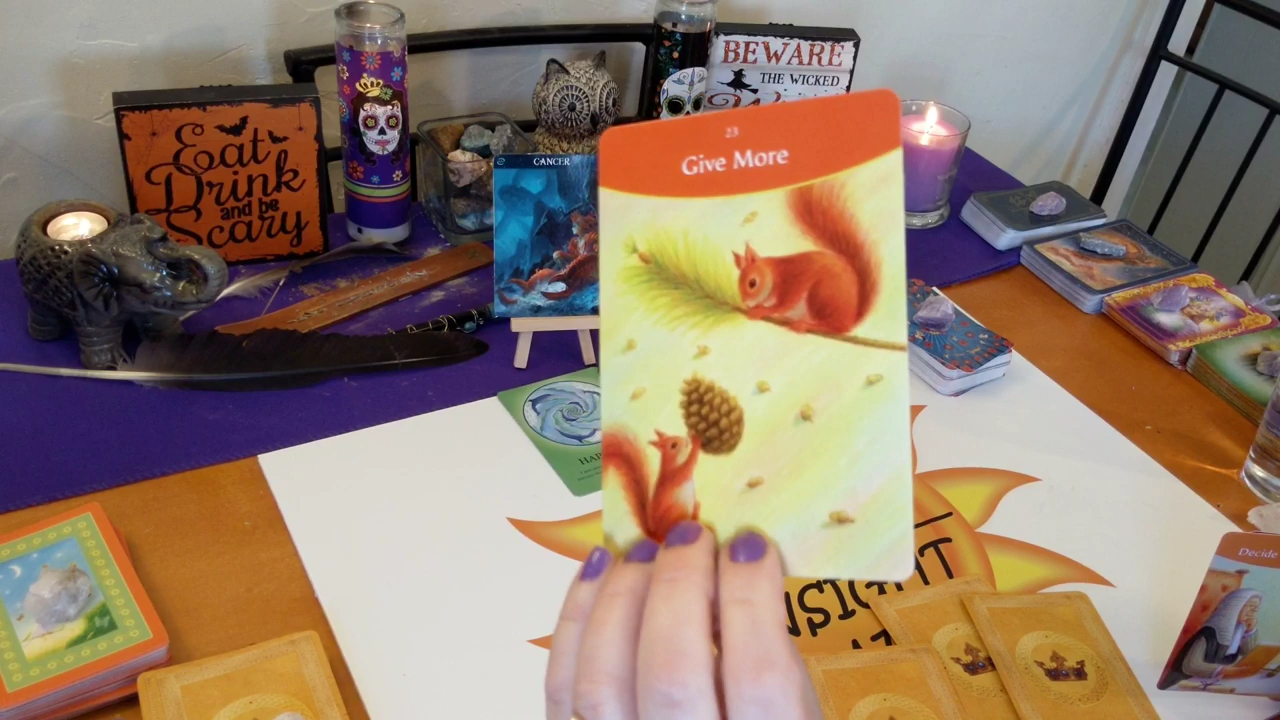 Eat
Drink
and be
Scary
BEWARE
THE WICKED
CANCER
23
Give More
Decide